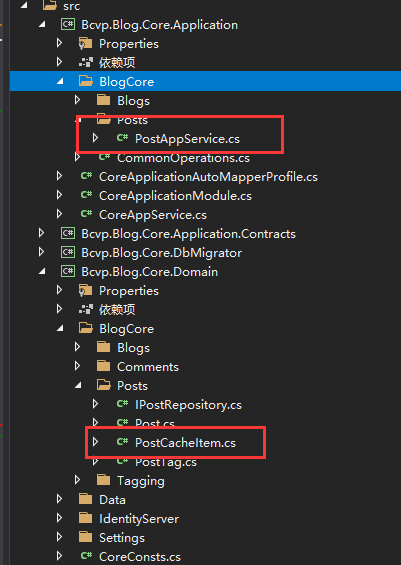 src
Bcvp.Blog.Core.Application
Properties
依赖项
BlogCore
Blogs
Posts
C# PostAppService.cs
C# CommonOperations.cs
C# CoreApplicationAutoMapperProfile.cs
C# CoreApplicationModule.cs
C# CoreAppService.cs
C# Bcvp.Blog.Core.Application.Contracts
C# Bcvp.Blog.Core.DbMigrator
C# Bcvp.Blog.Core.Domain
Properties
依赖项
BlogCore
Blogs
Comments
Posts
C# IPostRepository.cs
C# Post.cs
C# PostCacheItem.cs
C# PostTag.cs
Tagging
Data
IdentityServer
Settings
C# CoreConsts.cs